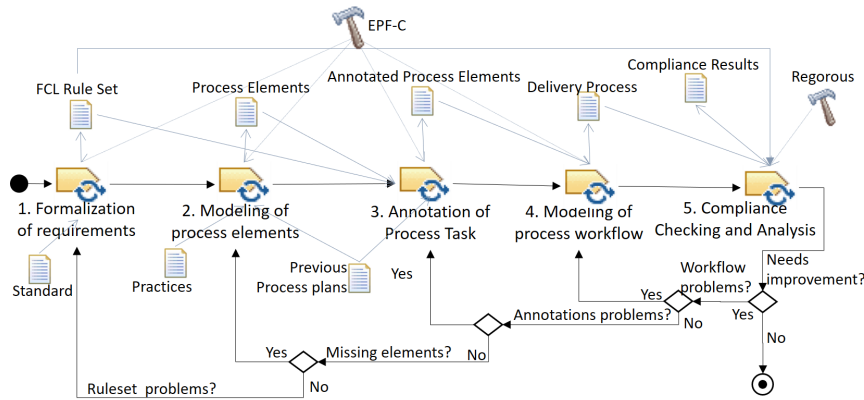 EPF-C
FCL Rule Set
Process Elements
Annotated Process Elements
Delivery Process
Compliance Results
Regorous
1. Formalization
of requirements
2. Modeling of
process elements
3. Annotation of
Process Task
4. Modeling of
process workflow
5. Compliance
Checking and Analysis
Standard
Practices
Previous
Process plans
Yes
Workflow
problems?
Needs
improvement?
Yes
Yes
Annotations problems?
No
No
Yes
Missing elements?
No
Ruleset problems?
No